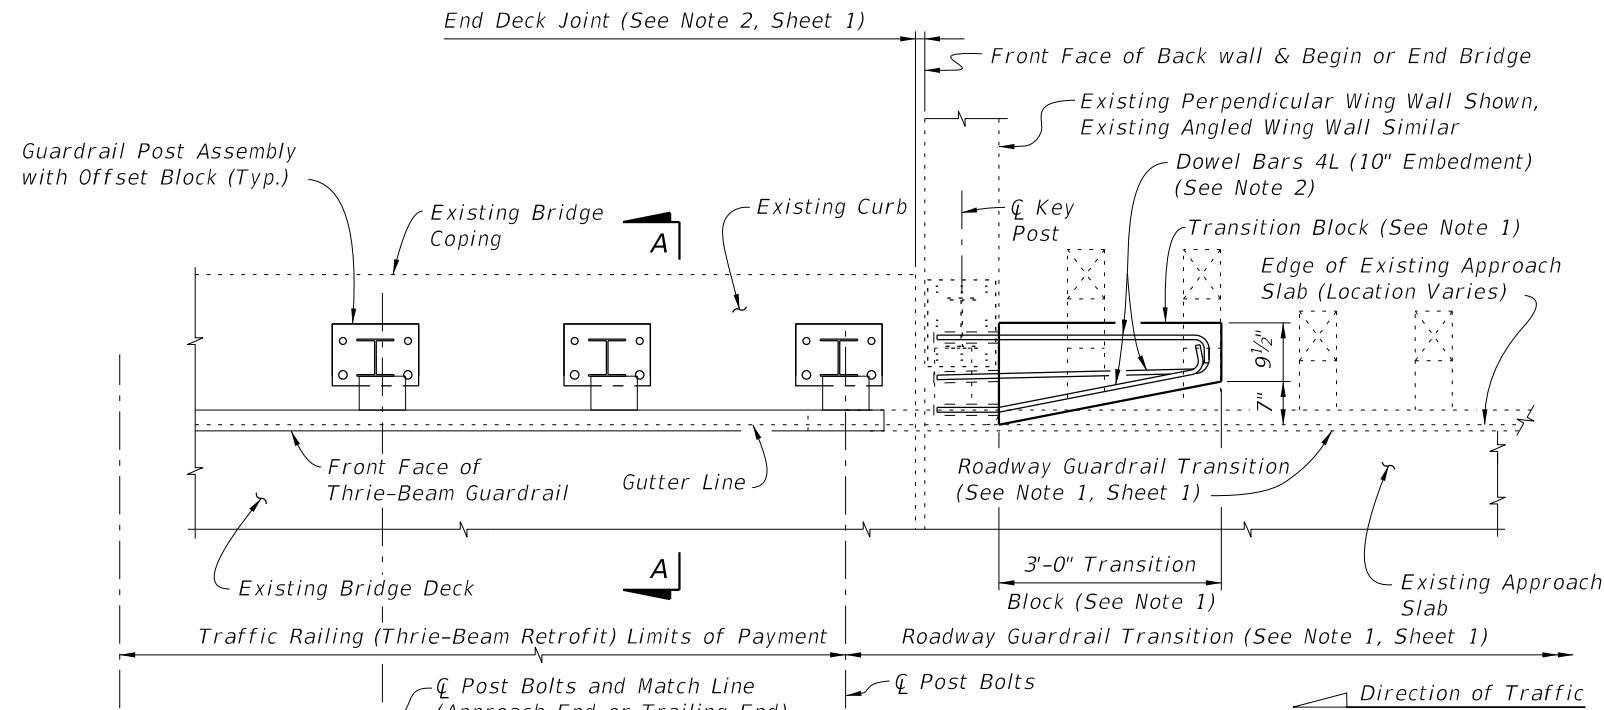 End Deck Joint (See Note 2, Sheet 1)
Front Face of Back wall & Begin or End Bridge
Existing Perpendicular Wing Wall Shown,
Existing Angled Wing Wall Similar
Guardrail Post Assembly
with Offset Block (Typ.)
Dowel Bars 4L (10" Embedment)
(See Note 2)
Existing Bridge
Coping
A
Existing Curb
℄ Key
Post
Transition Block (See Note 1)
Edge of Existing Approach
Slab (Location Varies)
9½"
7"
Front Face of
Thrie-Beam Guardrail
Gutter Line
Roadway Guardrail Transition
(See Note 1, Sheet 1)
Existing Bridge Deck
A
3'-0" Transition
Block (See Note 1)
Existing Approach
Slab
Traffic Railing (Thrie-Beam Retrofit) Limits of Payment
Roadway Guardrail Transition (See Note 1, Sheet 1)
℄ Post Bolts and Match Line
(Approach End or Trailing End)
℄ Post Bolts
Direction of Traffic